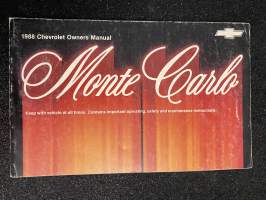 1988 Chevrolet Owners Manual
Monte Carlo
Keep with vehicle at all times. Contains important operating, safety and maintenance instructions.